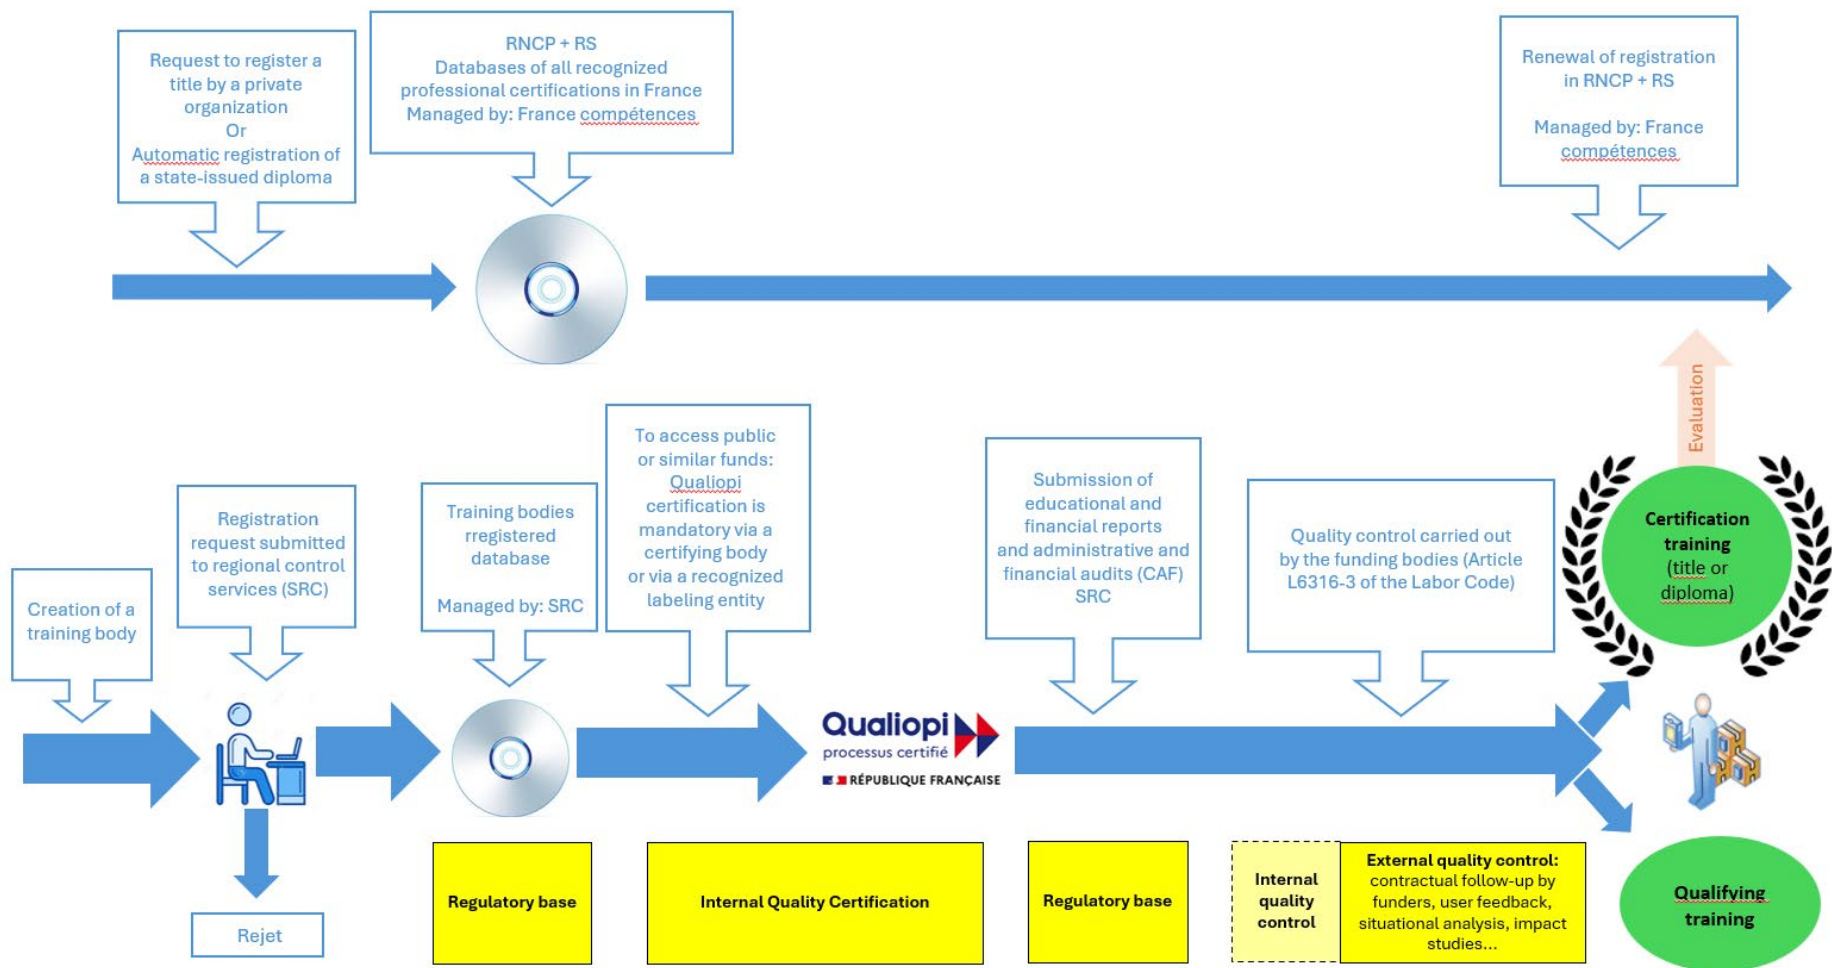 Request to register a
title by a private
organization
Or
Automatic registration of
a state-issued diploma
RNCP + RS
Databases of all recognized
professional certifications in France
Managed by: France compétences
Renewal of registration
in RNCP + RS
Managed by: France
compétences
Evaluation
Creation of a
training body
Registration
request submitted
to regional control
services (SRC)
Training bodies
rregistered
database
Managed by: SRC
To access public
or similar funds:
Qualiopi
certification is
mandatory via a
certifying body
or via a recognized
labeling entity
Submission of
educational and
financial reports
and administrative and
financial audits (CAF)
SRC
Quality control carried out
by the funding bodies (Article
L6316-3 of the Labor Code)
Certification
training
(title or
diploma)
Qualiopi
processus certifié
RÉPUBLIQUE FRANÇAISE
Rejet
Regulatory base
Internal Quality Certification
Regulatory base
Internal
quality
control
External quality control:
contractual follow-up by
funders, user feedback,
situational analysis, impact
studies...
Qualifying
training